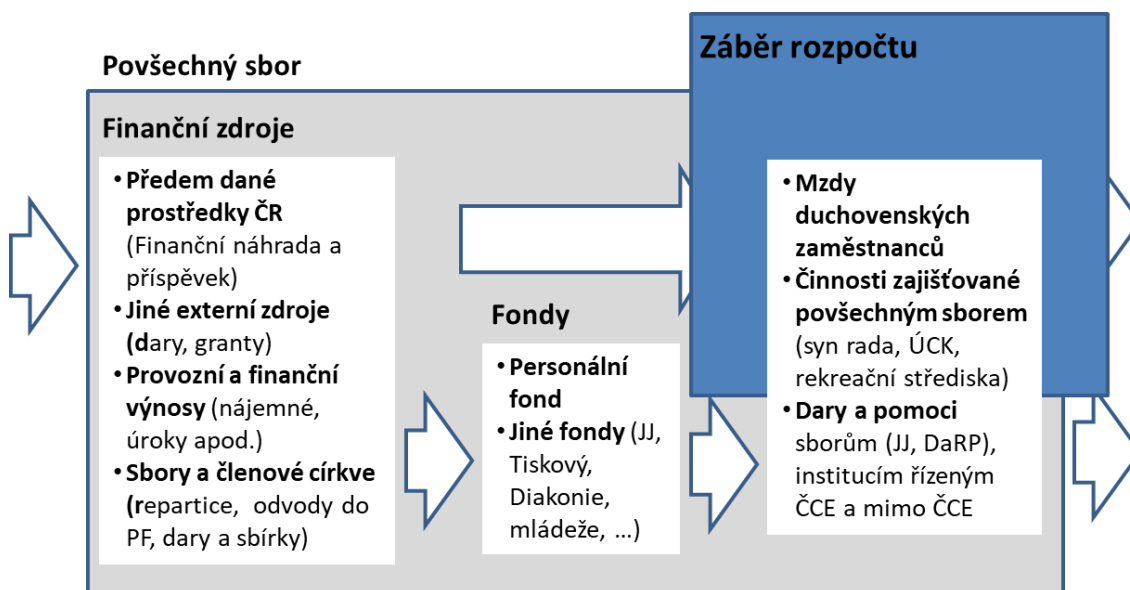 Povšechný sbor
Záběr rozpočtu
Finanční zdroje
• Předem dané
prostředky ČR
(Finanční náhrada a
příspěvek)
• Jiné externí zdroje
(dary, granty)
• Provozní a finanční
výnosy (nájemné,
úroky apod.)
• Sbory a členové církve
(repartice, odvody do
PF, dary a sbírky)
Fondy
• Personální
fond
• Jiné fondy (JJ,
Tiskový,
Diakonie,
mládeže, ...)
• Mzdy
duchovenských
zaměstnanců
• Činnosti zajišťované
povšechným sborem
(syn rada, ÚCK,
rekreační střediska)
• Dary a pomoci
sborům (JJ, DaRP),
institucím řízeným
ČCE a mimo ČCE